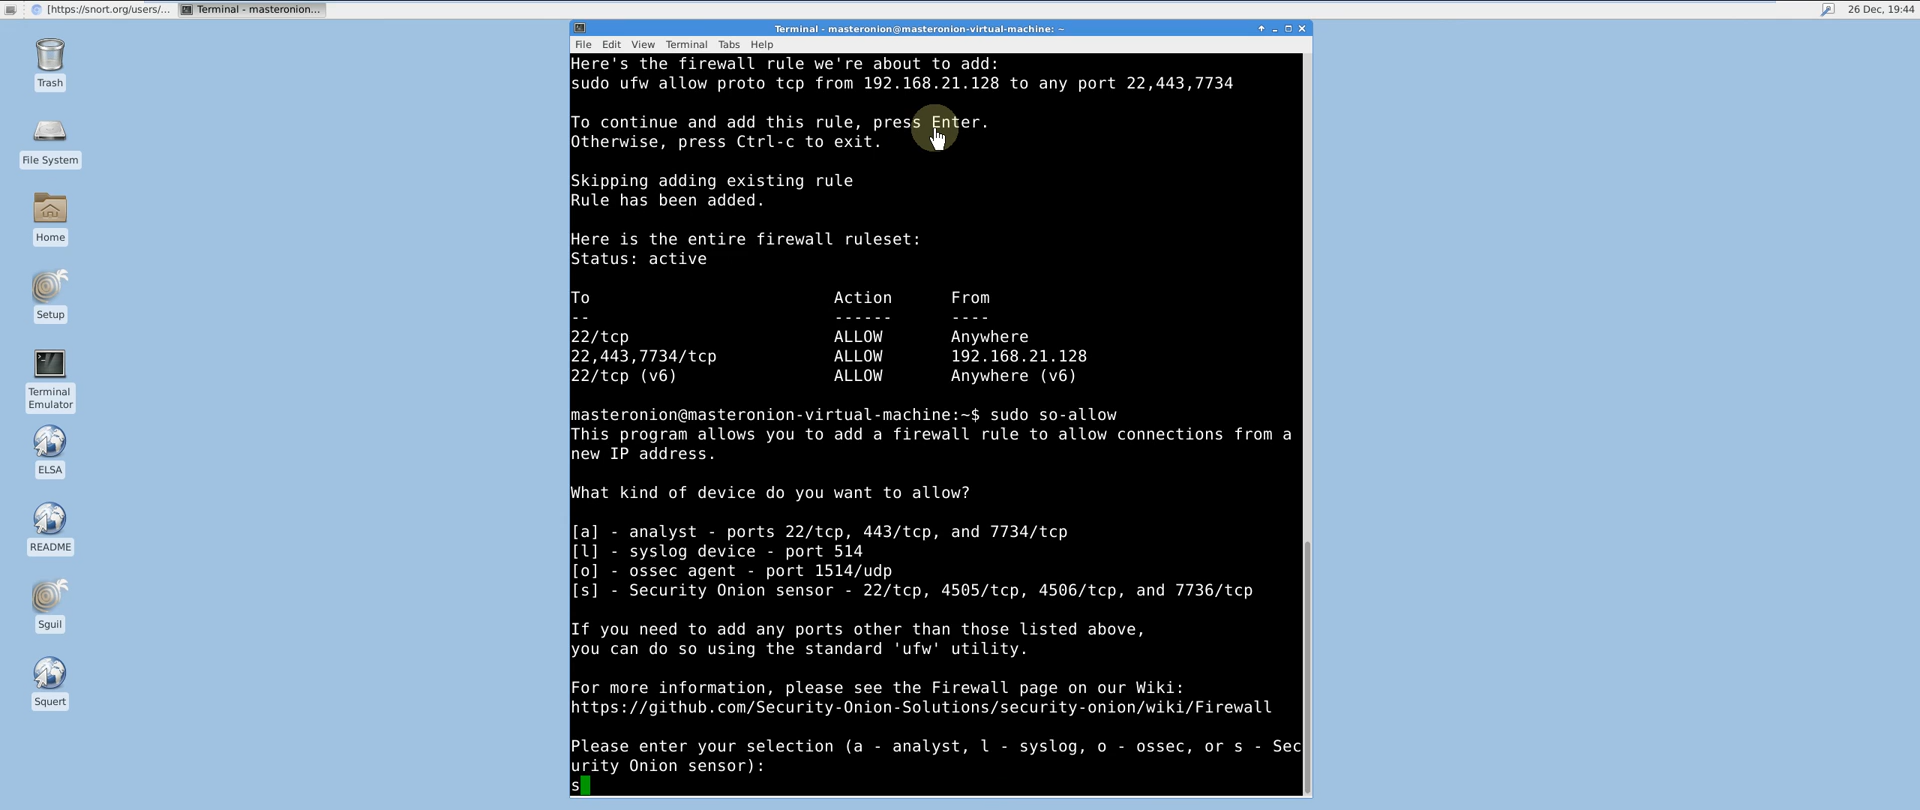 [https://snort.org/users/... Terminal - masteronion... 26 Dec, 19:44
Terminal - masteronion@masteronion-virtual-machine: ~
File Edit View Terminal Tabs Help
Trash
File System
Home
Setup
Terminal
Emulator
ELSA
README
Sguil
Squert
Here's the firewall rule we're about to add:
sudo ufw allow proto tcp from 192.168.21.128 to any port 22,443,7734
To continue and add this rule, press Enter.
Otherwise, press Ctrl-c to exit.
Skipping adding existing rule
Rule has been added.
Here is the entire firewall ruleset:
Status: active
To Action From
-- ------ ----
22/tcp ALLOW Anywhere
22,443,7734/tcp ALLOW 192.168.21.128
22/tcp (v6) ALLOW Anywhere (v6)
masteronion@masteronion-virtual-machine:~$ sudo so-allow
This program allows you to add a firewall rule to allow connections from a
new IP address.
What kind of device do you want to allow?
[a] - analyst - ports 22/tcp, 443/tcp, and 7734/tcp
[l] - syslog device - port 514
[o] - ossec agent - port 1514/udp
[s] - Security Onion sensor - 22/tcp, 4505/tcp, 4506/tcp, and 7736/tcp
If you need to add any ports other than those listed above,
you can do so using the standard 'ufw' utility.
For more information, please see the Firewall page on our Wiki:
https://github.com/Security-Onion-Solutions/security-onion/wiki/Firewall
Please enter your selection (a - analyst, l - syslog, o - ossec, or s - Sec
urity Onion sensor):
s